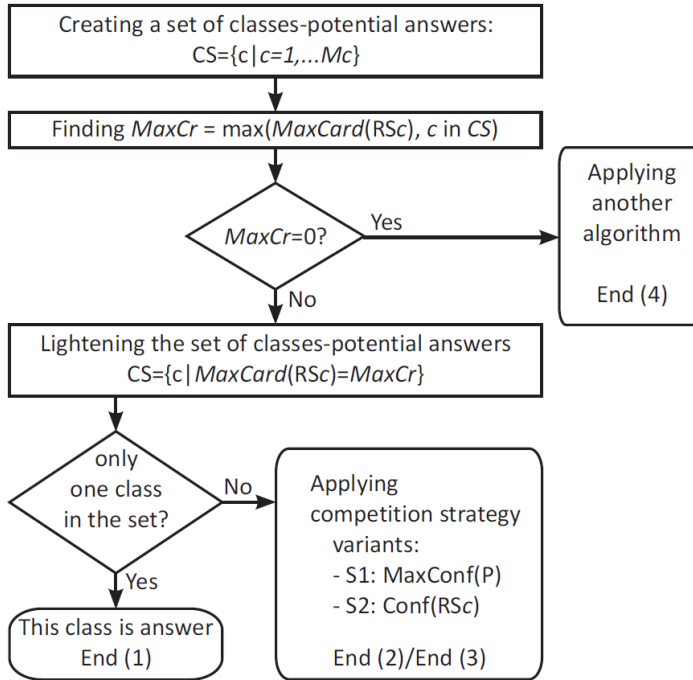 Creating a set of classes-potential answers:
CS={c|c=1,...Mc}
Finding MaxCr = max(MaxCard(RSc), c in CS)
MaxCr=0?
Yes
Applying
another
algorithm
End (4)
No
Lightening the set of classes-potential answers
CS={c|MaxCard(RSc)=MaxCr}
only
one class
in the set?
No
Applying
competition strategy
variants:
- S1: MaxConf(P)
- S2: Conf(RSc)
End (2)/End (3)
Yes
This class is answer
End (1)